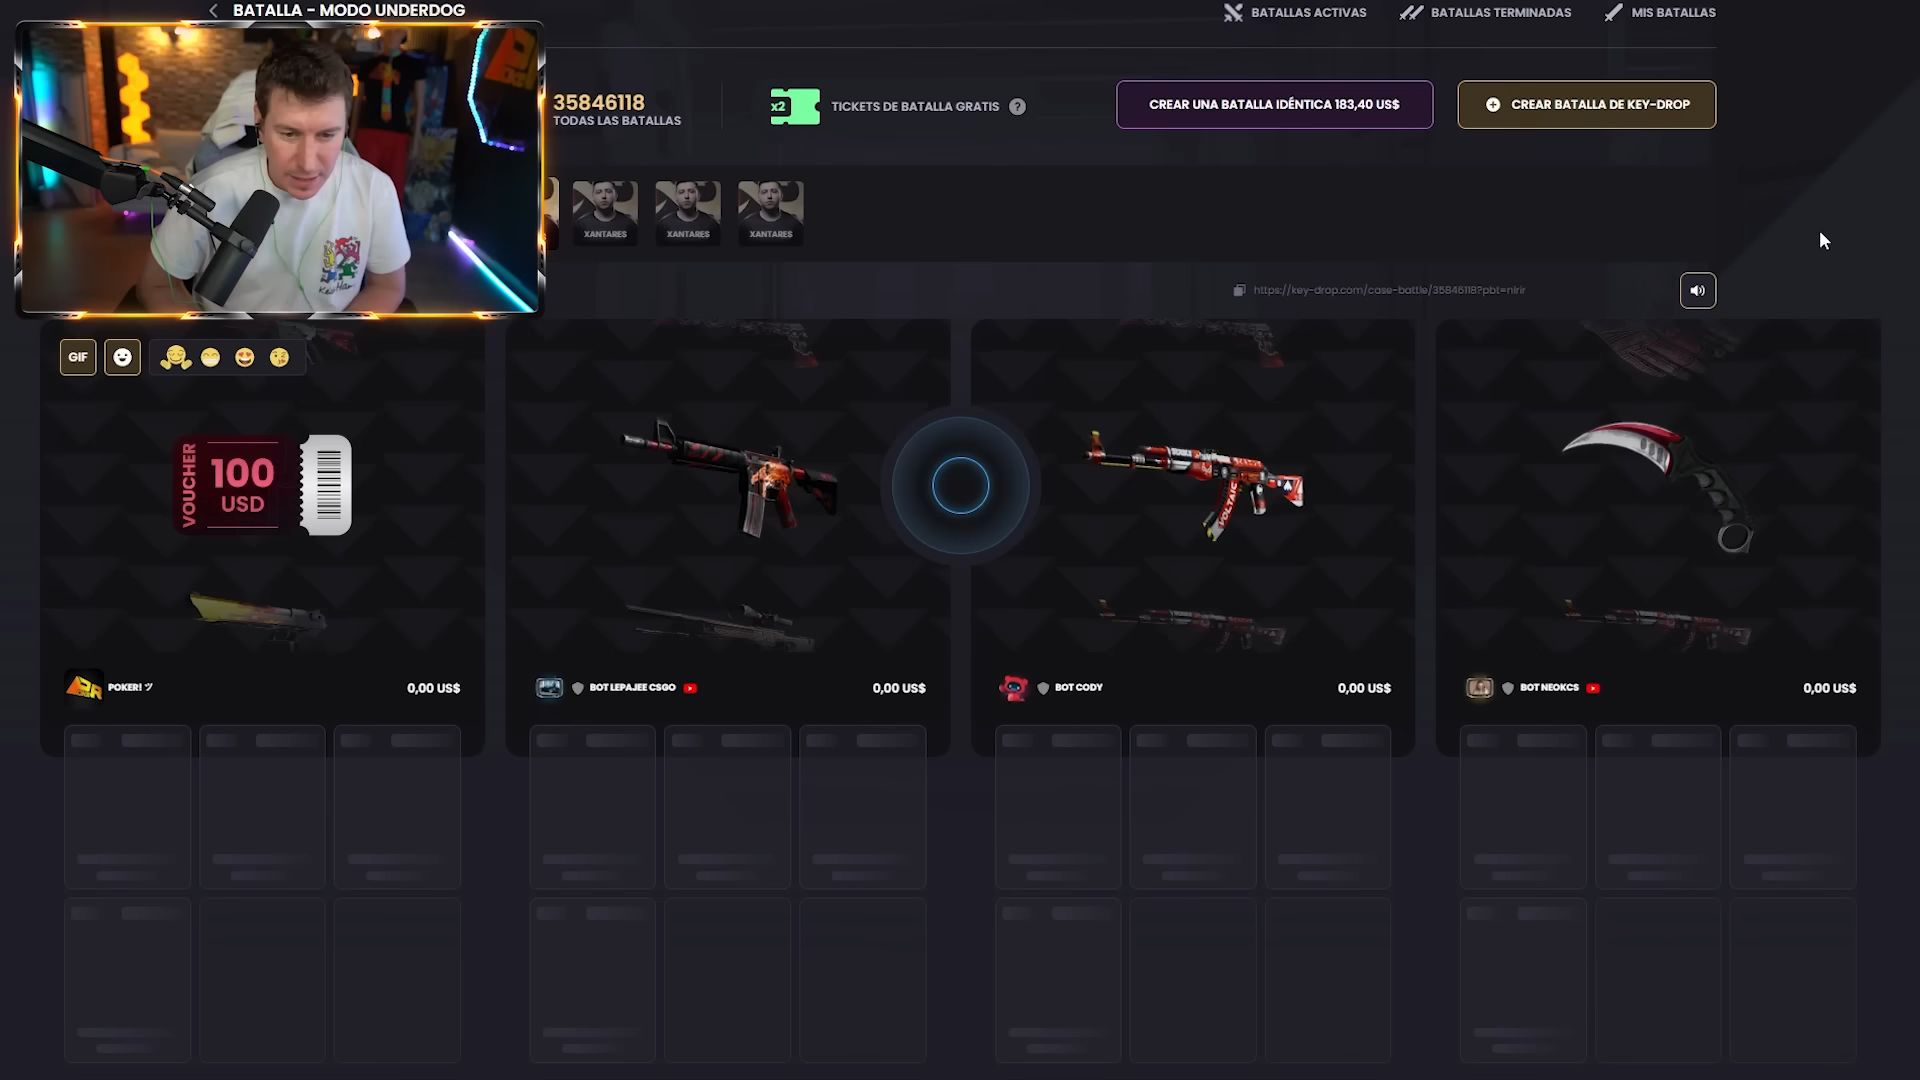 BATALLA - MODO UNDERDOG
BATALLAS ACTIVAS
BATALLAS TERMINADAS
MIS BATALLAS
35846118
TODAS LAS BATALLAS
x2
TICKETS DE BATALLA GRATIS
?
CREAR UNA BATALLA IDÉNTICA 183,40 US$
CREAR BATALLA DE KEY-DROP
XANTARES
XANTARES
XANTARES
https://key-drop.com/case-battle/35846118?pbt=nlrir
GIF
VOUCHER
100
USD
VOLTAIC
POKER! ツ
0,00 US$
BOT LEPAJEE CSGO
0,00 US$
BOT CODY
0,00 US$
BOT NEOKCS
0,00 US$